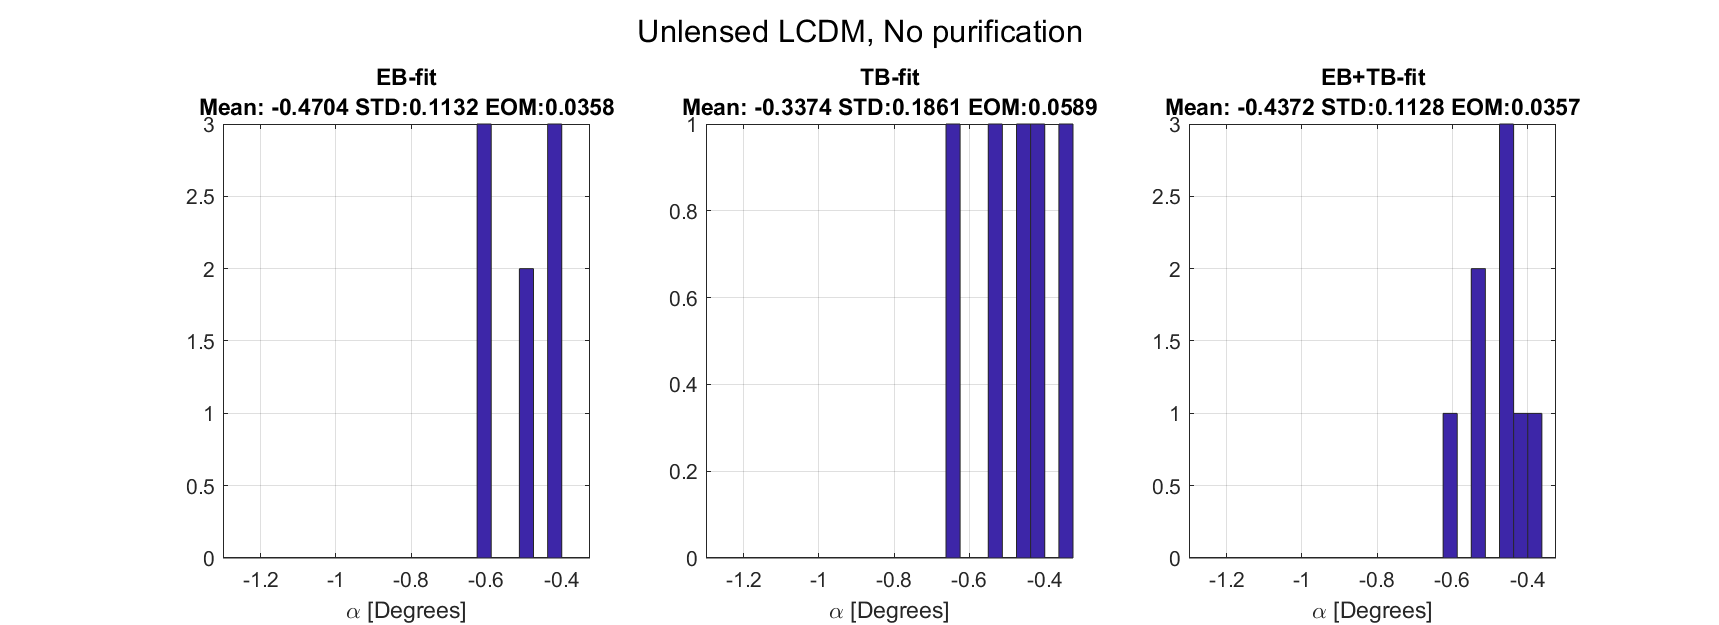 Unlensed LCDM, No purification
EB-fit
Mean: -0.4704 STD:0.1132 EOM:0.0358
3
2.5
2
1.5
1
0.5
0
-1.2 -1 -0.8 -0.6 -0.4
α [Degrees]
TB-fit
Mean: -0.3374 STD:0.1861 EOM:0.0589
1
0.8
0.6
0.4
0.2
0
-1.2 -1 -0.8 -0.6 -0.4
α [Degrees]
EB+TB-fit
Mean: -0.4372 STD:0.1128 EOM:0.0357
3
2.5
2
1.5
1
0.5
0
-1.2 -1 -0.8 -0.6 -0.4
α [Degrees]